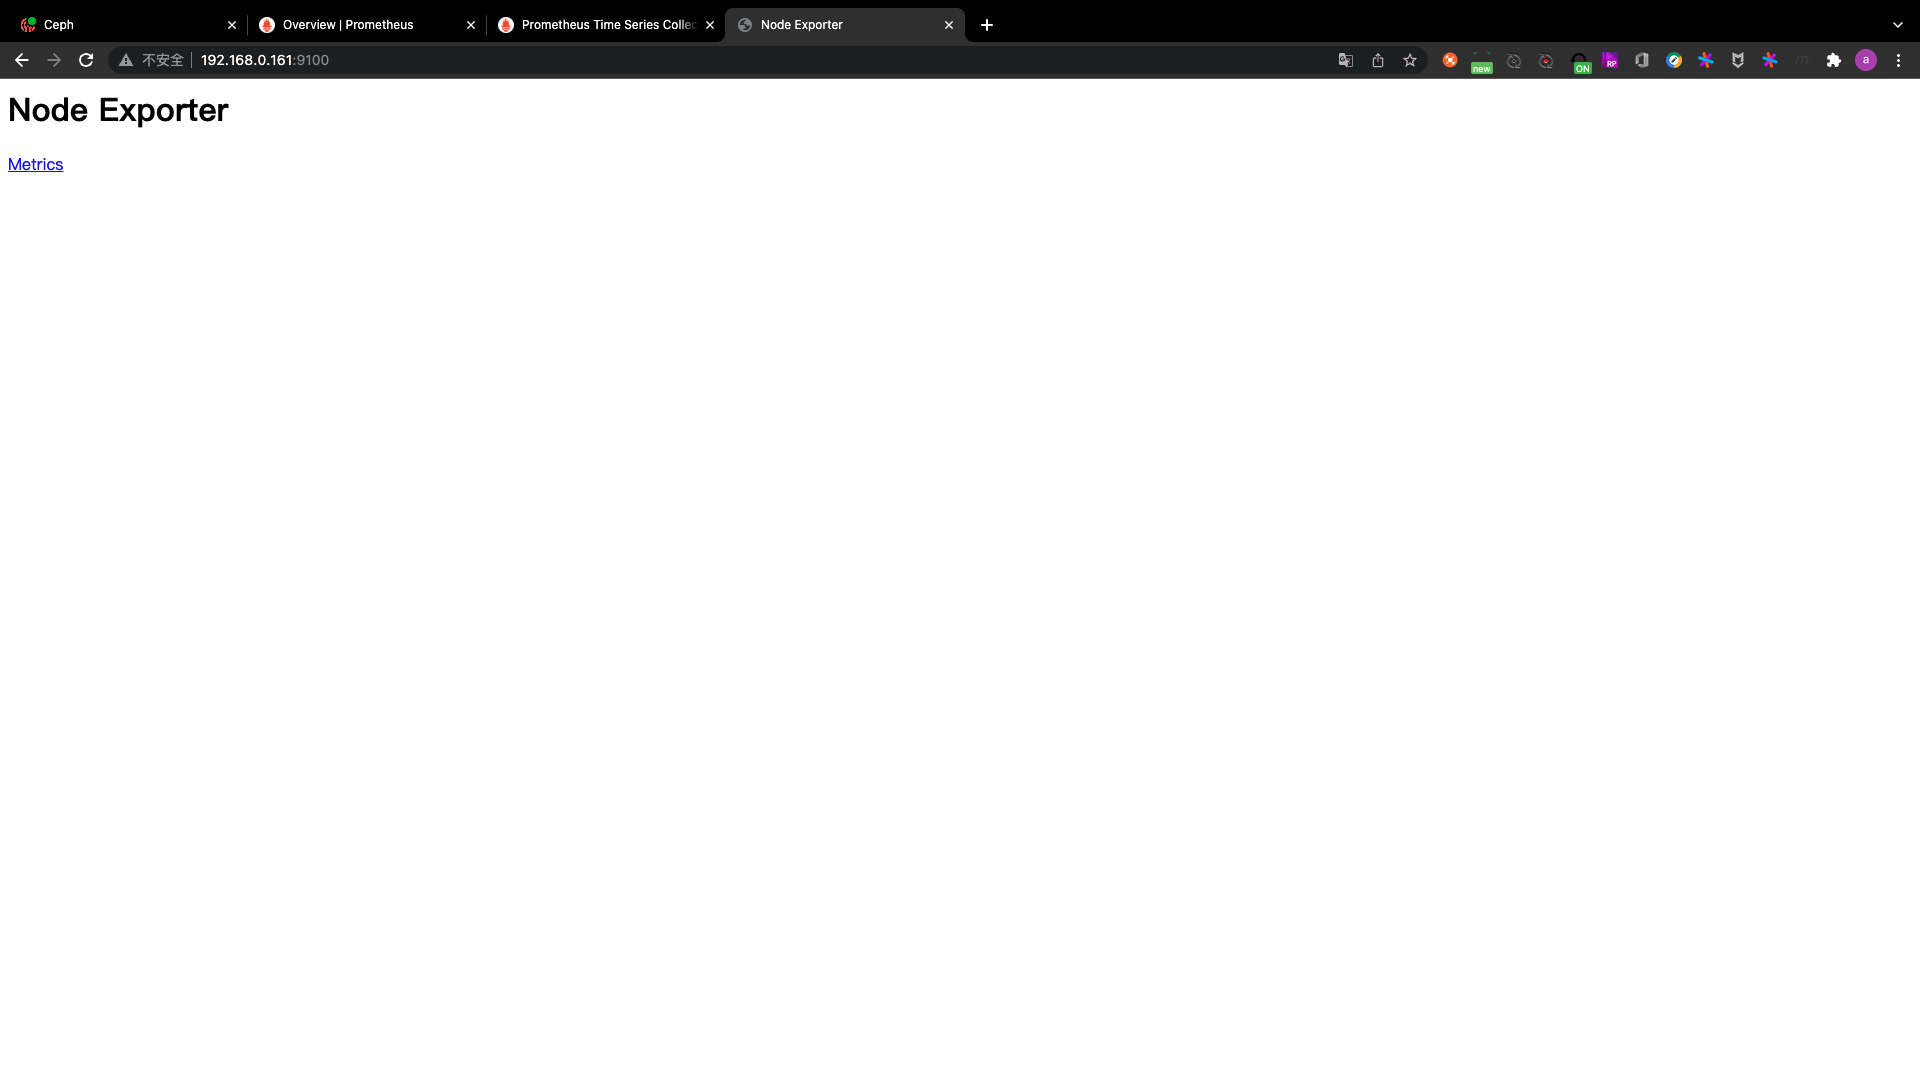 Ceph
Overview | Prometheus
Prometheus Time Series Collec
Node Exporter
不安全
192.168.0.161:9100
new
ON
RP
a
Node Exporter
Metrics